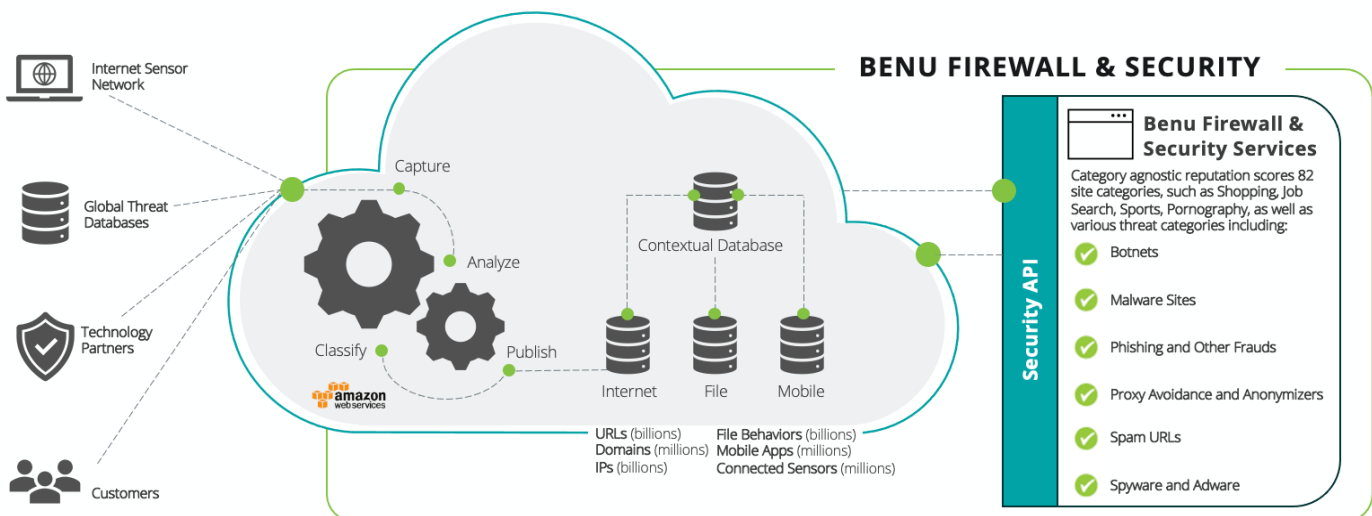 BENU FIREWALL & SECURITY
Internet Sensor
Network
Global Threat
Databases
Technology
Partners
Customers
Capture
Analyze
Classify
Publish
amazon
web services
Contextual Database
Internet
File
Mobile
URLs (billions)
Domains (millions)
IPs (billions)
File Behaviors (billions)
Mobile Apps (millions)
Connected Sensors (millions)
Security API
Benu Firewall &
Security Services
Category agnostic reputation scores 82
site categories, such as Shopping, Job
Search, Sports, Pornography, as well as
various threat categories including:
Botnets
Malware Sites
Phishing and Other Frauds
Proxy Avoidance and Anonymizers
Spam URLs
Spyware and Adware